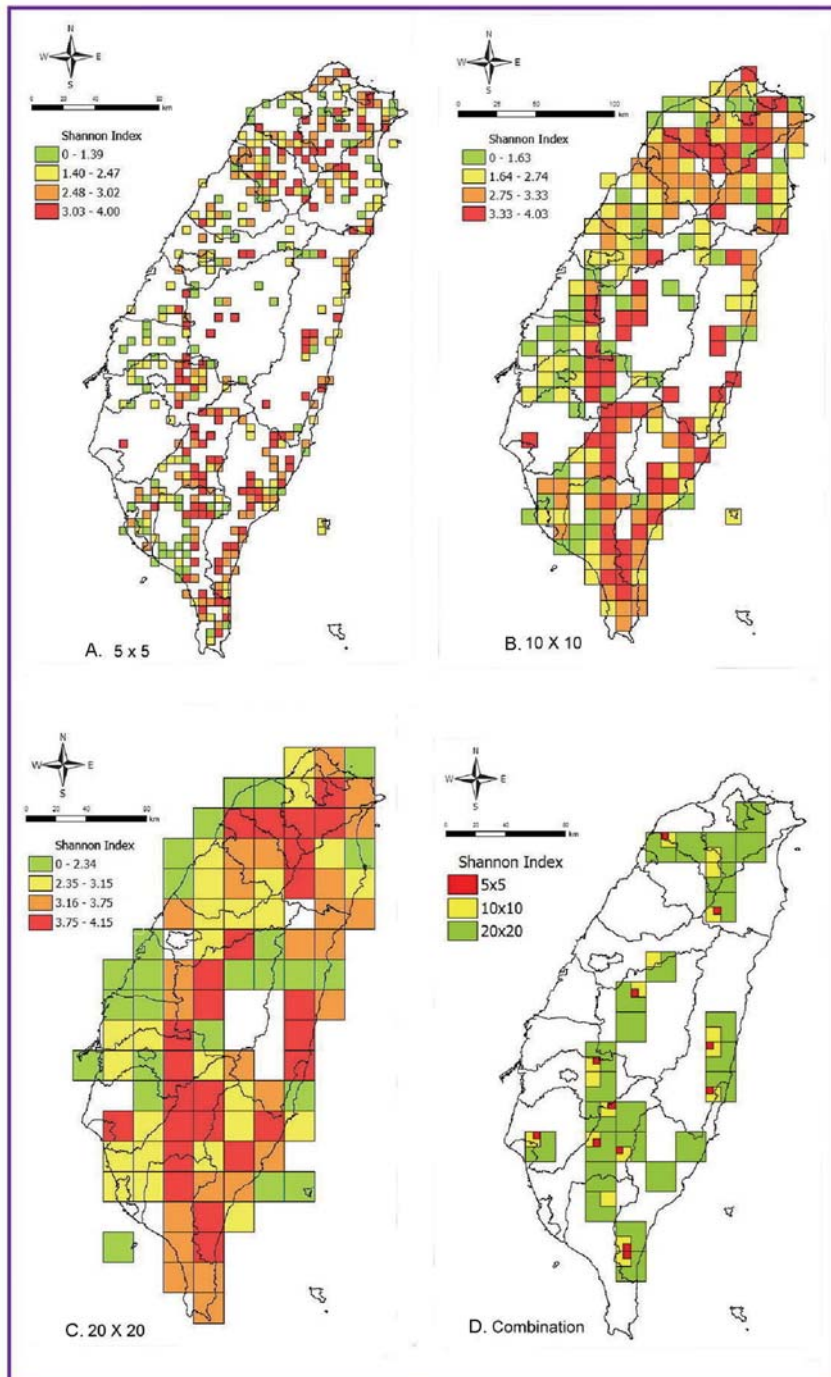 N
W E
S
0 20 40 80
km
Shannon Index
0 - 1.39
1.40 - 2.47
2.48 - 3.02
3.03 - 4.00
A. 5 x 5
N
W E
S
0 25 50 100
km
Shannon Index
0 - 1.63
1.64 - 2.74
2.75 - 3.33
3.33 - 4.03
B. 10 X 10
N
W E
S
km
Shannon Index
0 - 2.34
2.35 - 3.15
3.16 - 3.75
3.75 - 4.15
C. 20 X 20
N
W E
S
0 20 40 80
km
Shannon Index
5x5
10x10
20x20
D. Combination